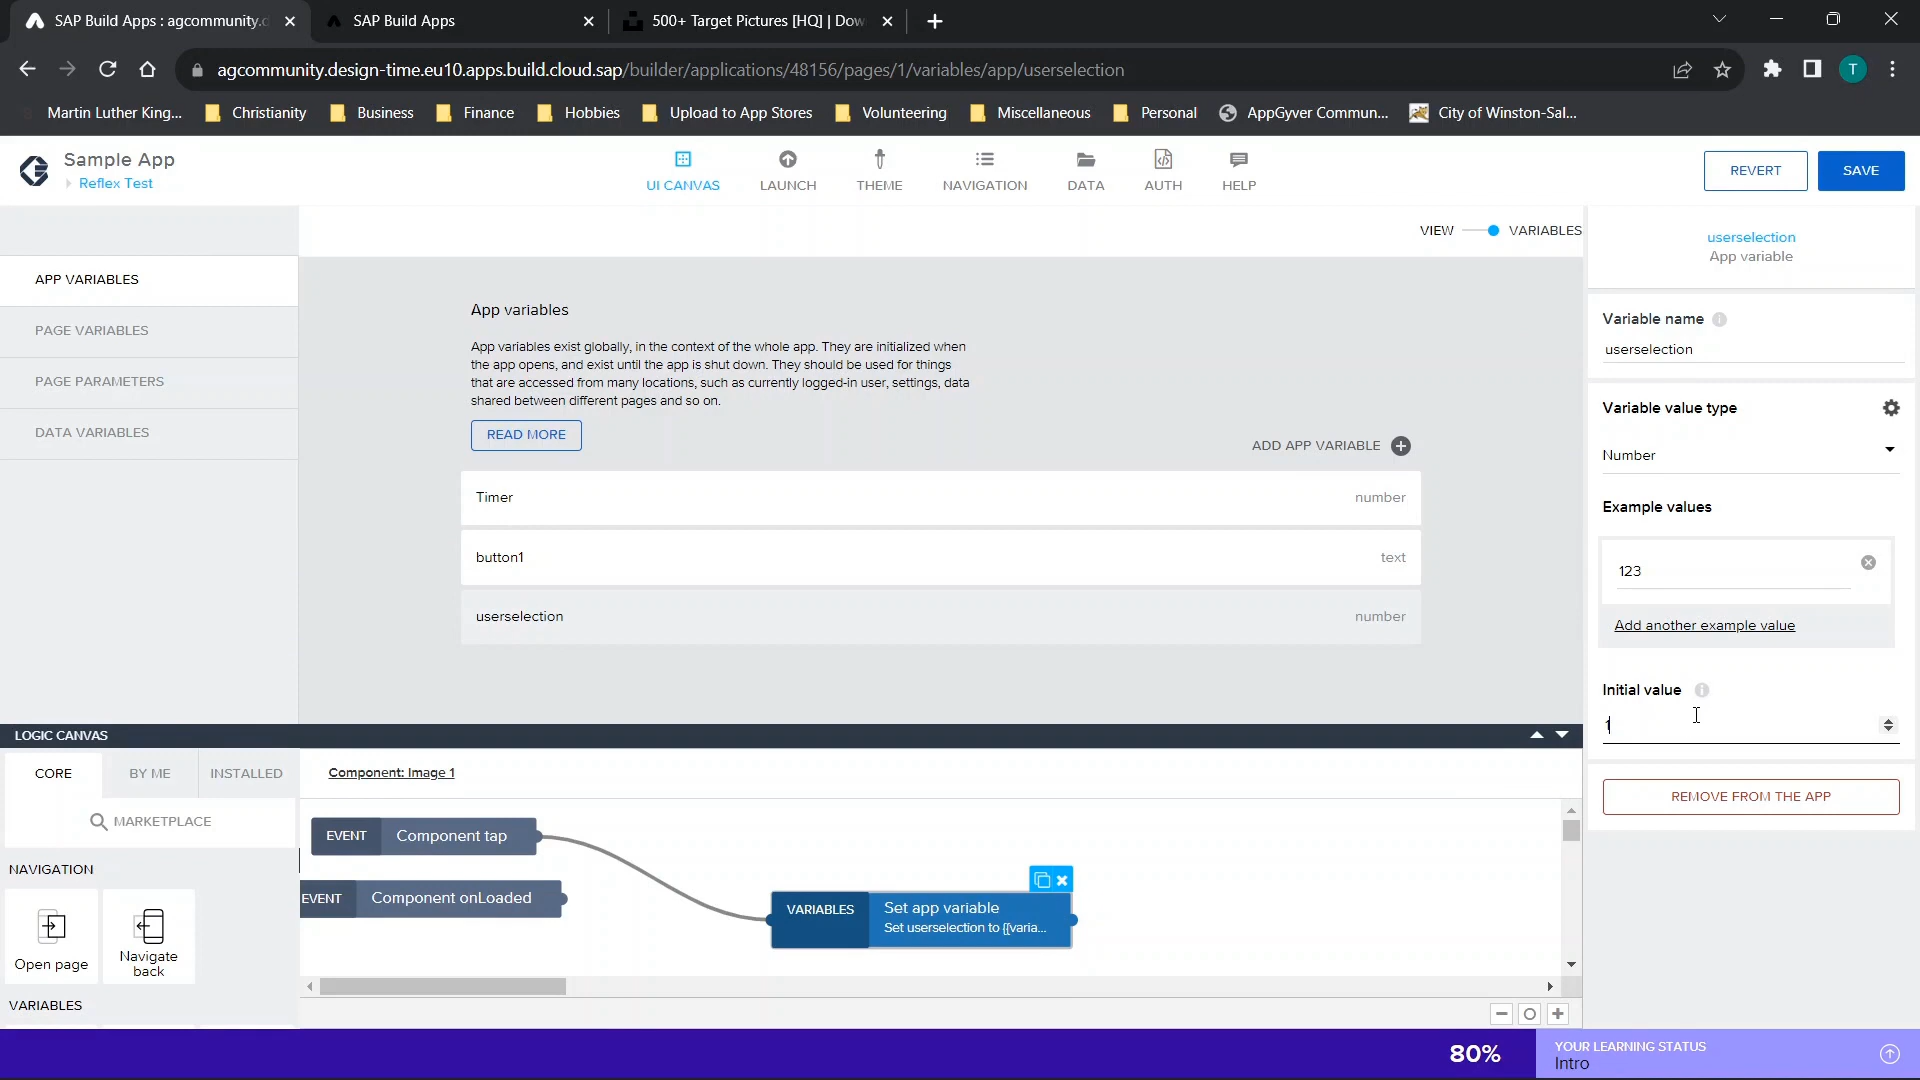 SAP Build Apps : agcommunity.c
SAP Build Apps
500+ Target Pictures [HQ] | Dow
agcommunity.design-time.eu10.apps.build.cloud.sap/builder/applications/48156/pages/1/variables/app/userselection
T
Martin Luther King...
Christianity
Business
Finance
Hobbies
Upload to App Stores
Volunteering
Miscellaneous
Personal
AppGyver Commun...
City of Winston-Sal...
Sample App
Reflex Test
UI CANVAS
LAUNCH
THEME
NAVIGATION
DATA
AUTH
HELP
REVERT
SAVE
VIEW
VARIABLES
APP VARIABLES
PAGE VARIABLES
PAGE PARAMETERS
DATA VARIABLES
App variables
App variables exist globally, in the context of the whole app. They are initialized when
the app opens, and exist until the app is shut down. They should be used for things
that are accessed from many locations, such as currently logged-in user, settings, data
shared between different pages and so on.
READ MORE
ADD APP VARIABLE
Timer
number
button1
text
userselection
number
userselection
App variable
Variable name
userselection
Variable value type
Number
Example values
123
Add another example value
Initial value
1
REMOVE FROM THE APP
LOGIC CANVAS
CORE
BY ME
INSTALLED
MARKETPLACE
NAVIGATION
Open page
Navigate
back
VARIABLES
Component: Image 1
EVENT
Component tap
EVENT
Component onLoaded
VARIABLES
Set app variable
Set userselection to {{varia...
80%
YOUR LEARNING STATUS
Intro